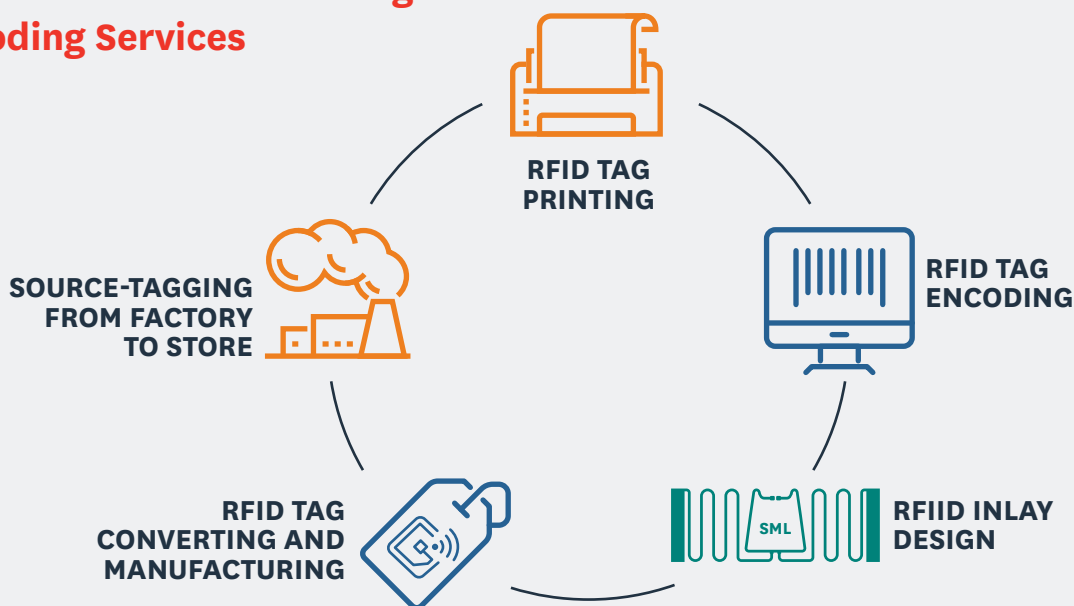 Services
RFID TAG
PRINTING
RFID TAG
ENCODING
SOURCE-TAGGING
FROM FACTORY
TO STORE
SML
RFIID INLAY
DESIGN
RFID TAG
CONVERTING AND
MANUFACTURING